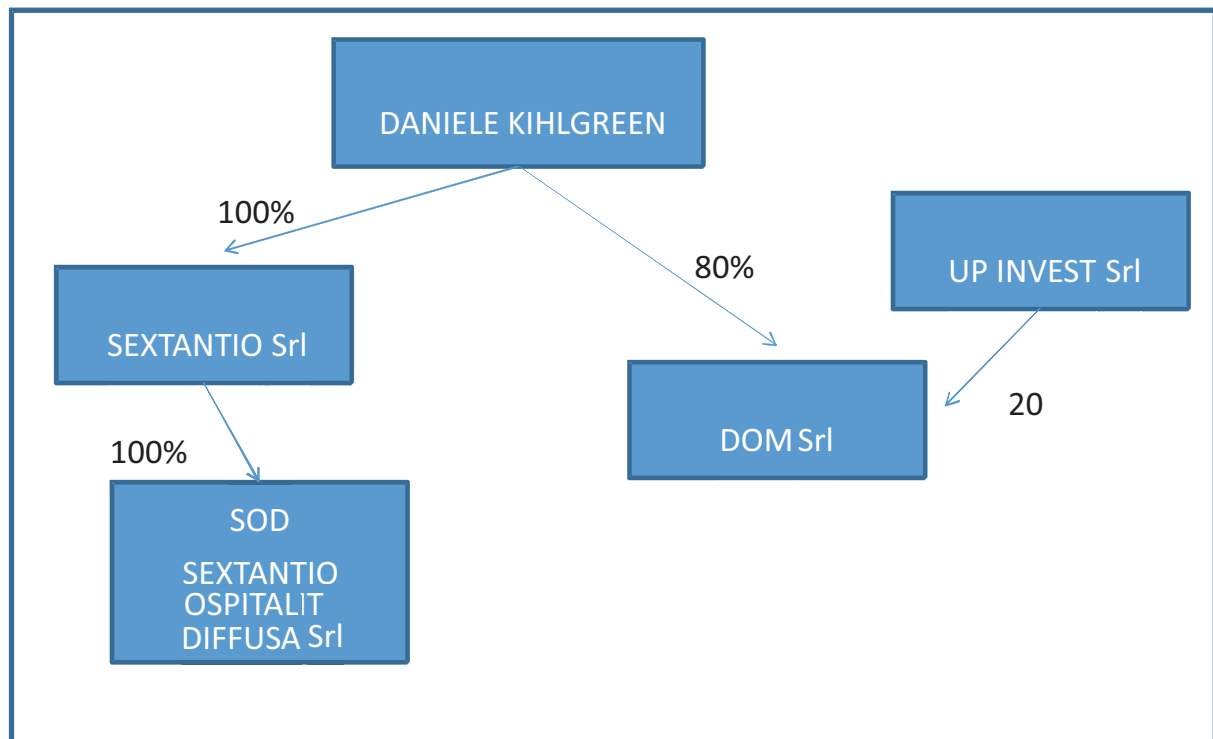 DANIELE KIHLGREEN
100%
80%
UP INVEST Srl
SEXTANTIO Srl
20
DOM Srl
100%
SOD
SEXTANTIO
OSPITALIT
DIFFUSA Srl